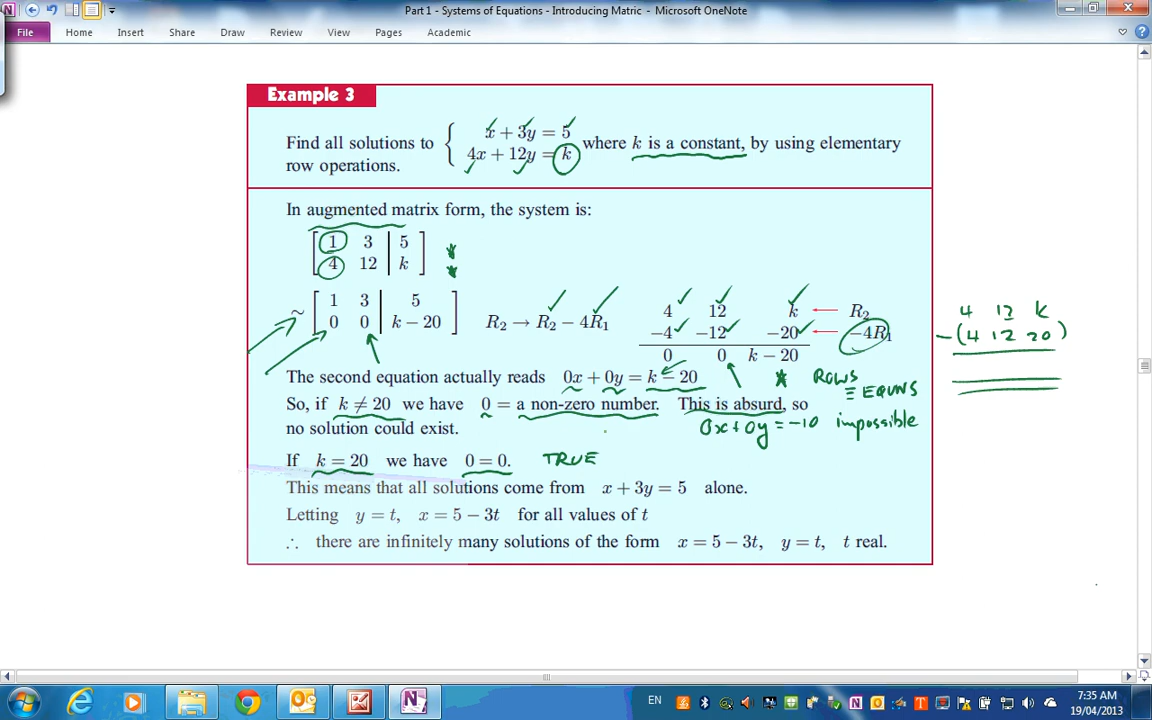 Part 1 - Systems of Equations - Introducing Matric - Microsoft OneNote
File Home Insert Share Draw Review Pages Academic
Example 3
Find all solutions to { x + 3y = 5 where k is a constant, by using elementary
4x + 12y = k
row operations.
In augmented matrix form, the system is:
[ 1 3 | 5 ]
[ 4 12 | k ]
~ [ 1 3 | 5 ]
[ 0 0 | k − 20 ] R₂ → R₂ − 4R₁
4 12 k ← R₂
−4 −12 −20 ← −4R₁
0 0 k − 20
4 12 k
−(4 12 20)
The second equation actually reads 0x + 0y = k − 20
ROWS
≡ EQUNS
So, if k ≠ 20 we have 0 = a non-zero number. This is absurd, so
no solution could exist.
0x + 0y = −10 impossible
If k = 20 we have 0 = 0. TRUE
This means that all solutions come from x + 3y = 5 alone.
Letting y = t, x = 5 − 3t for all values of t
∴ there are infinitely many solutions of the form x = 5 − 3t, y = t, t real.
EN
7:35 AM
19/04/2013